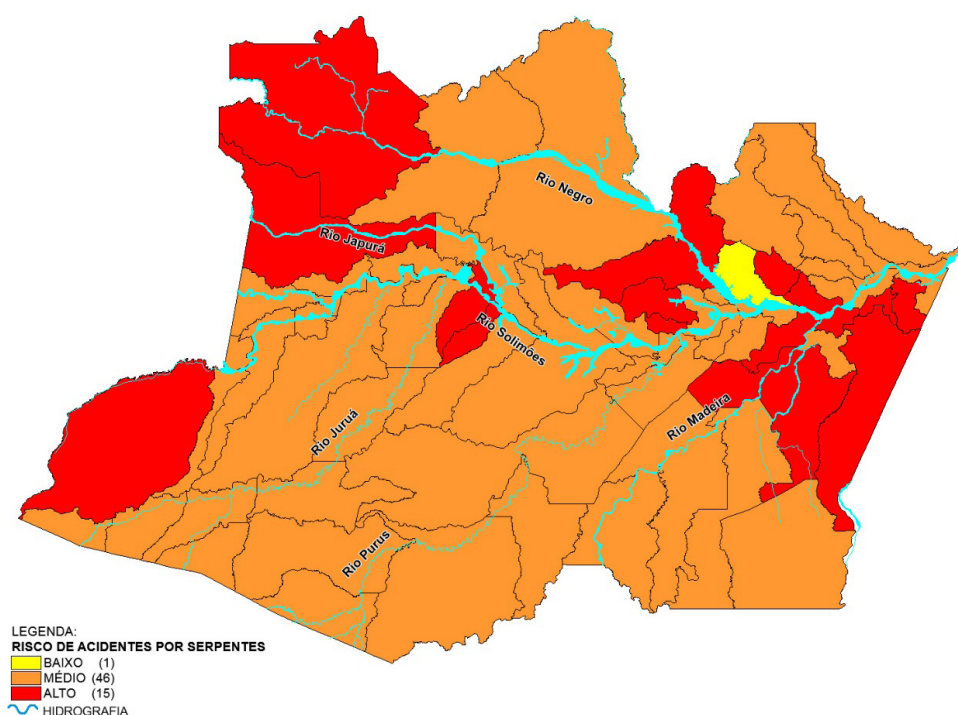 Rio Negro
Rio Japurá
Rio Solimões
Rio Madeira
Rio Juruá
Rio Purus
LEGENDA:
RISCO DE ACIDENTES POR SERPENTES
BAIXO (1)
MÉDIO (46)
ALTO (15)
HIDROGRAFIA